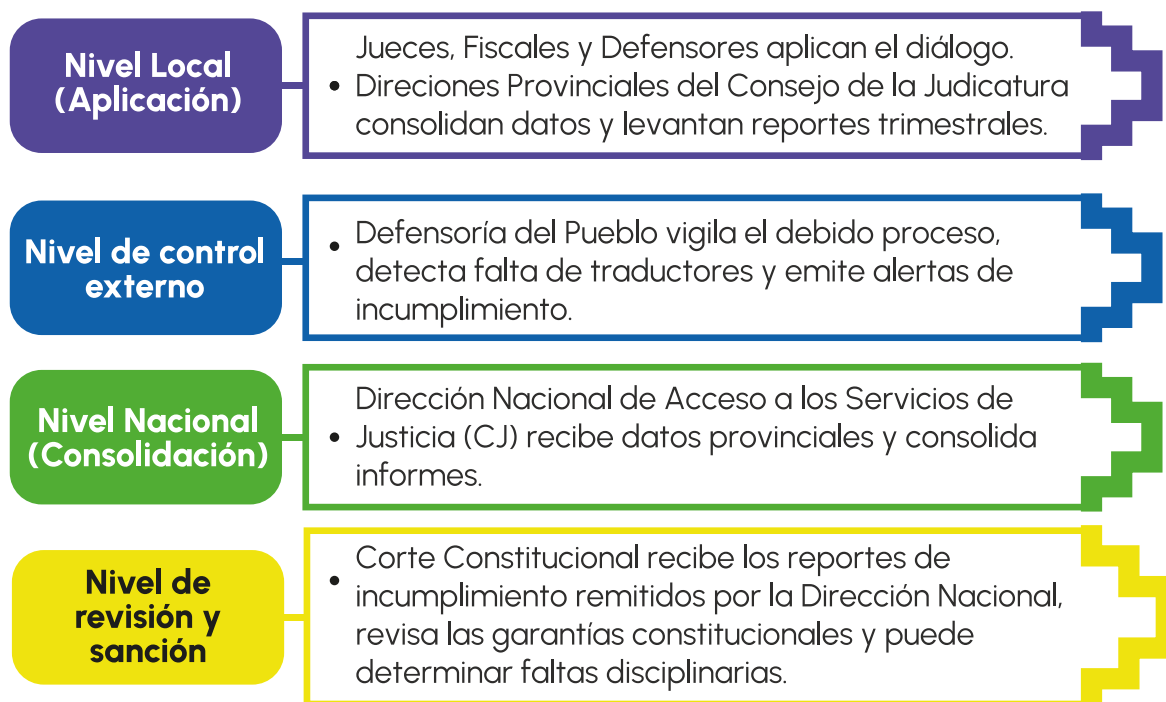 Nivel Local
(Aplicación)
Jueces, Fiscales y Defensores aplican el diálogo.
• Direciones Provinciales del Consejo de la Judicatura
consolidan datos y levantan reportes trimestrales.
Nivel de control
externo
• Defensoría del Pueblo vigila el debido proceso,
detecta falta de traductores y emite alertas de
incumplimiento.
Nivel Nacional
(Consolidación)
Dirección Nacional de Acceso a los Servicios de
• Justicia (CJ) recibe datos provinciales y consolida
informes.
Nivel de
revisión y
sanción
• Corte Constitucional recibe los reportes de
incumplimiento remitidos por la Dirección Nacional,
revisa las garantías constitucionales y puede
determinar faltas disciplinarias.